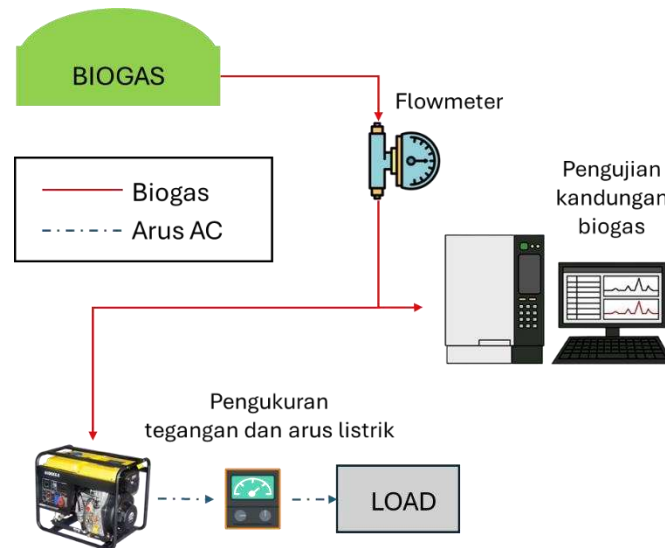 BIOGAS
Flowmeter
Biogas
Arus AC
Pengujian
kandungan
biogas
Pengukuran
tegangan dan arus listrik
LOAD